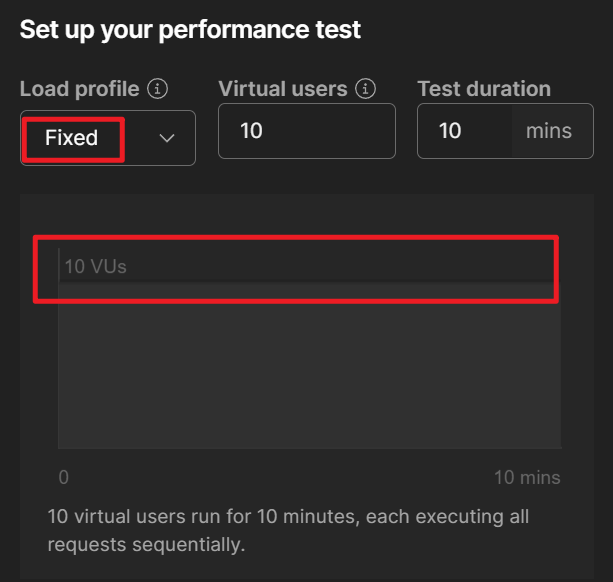 Set up your performance test
Load profile Virtual users Test duration
Fixed 10 10 mins
10 VUs
0 10 mins
10 virtual users run for 10 minutes, each executing all
requests sequentially.